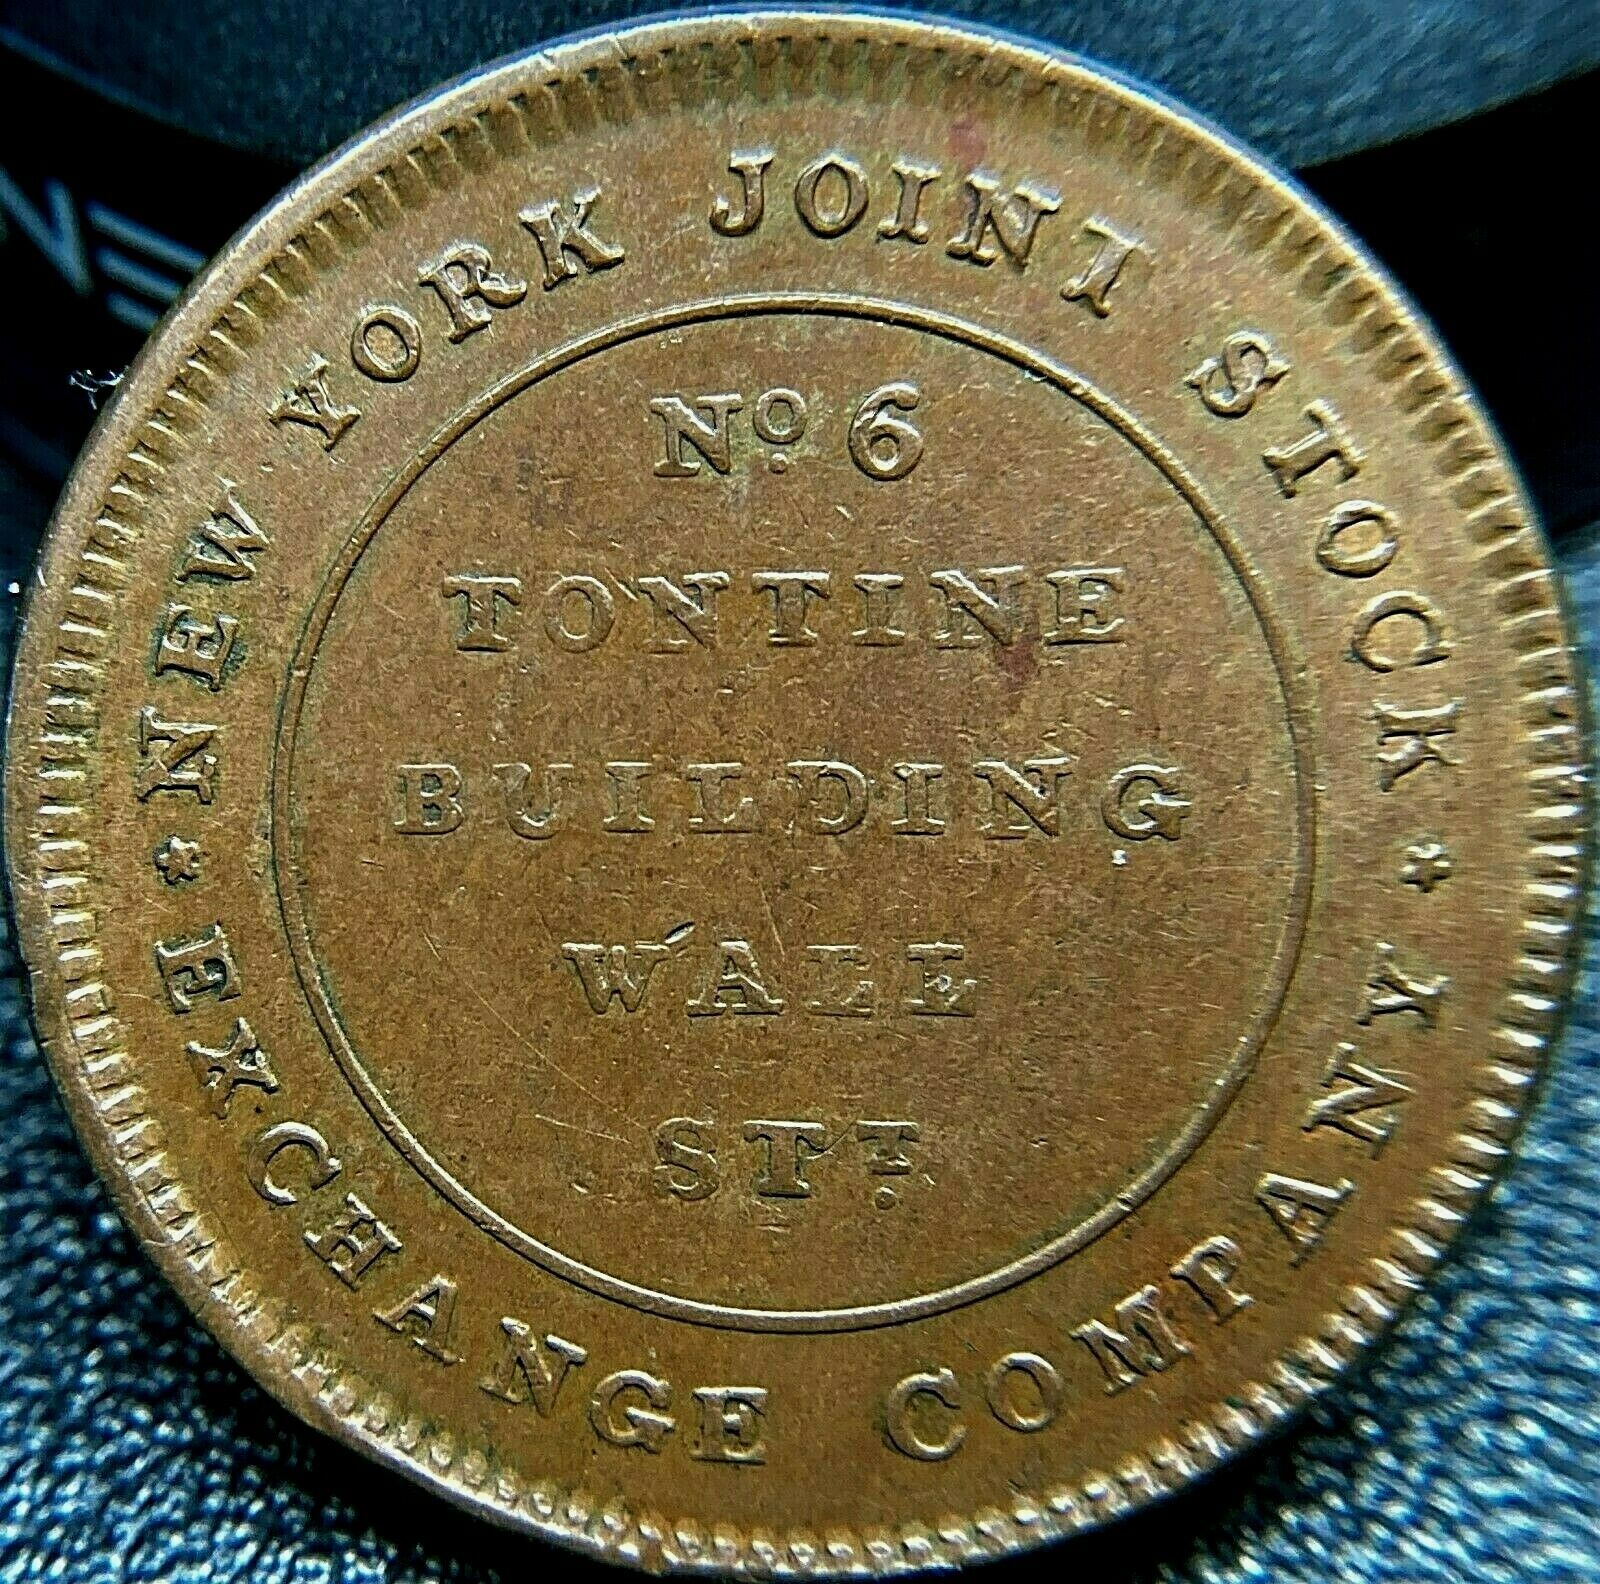 NEW YORK JOINT STOCK
EXCHANGE COMPANY
No. 6
TONTINE
BUILDING
WALL
STT.